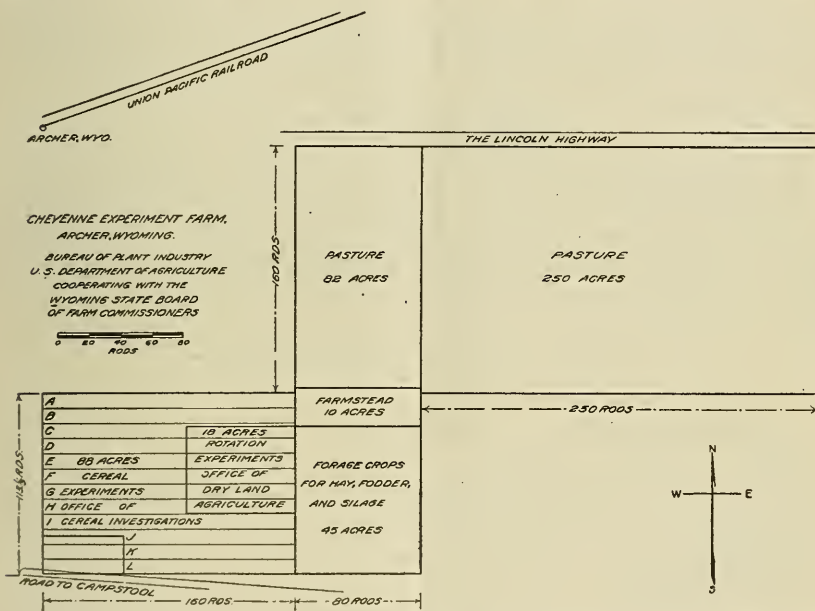 UNION PACIFIC RAILROAD
ARCHER, WYO.
THE LINCOLN HIGHWAY
CHEYENNE EXPERIMENT FARM,
ARCHER, WYOMING.
BUREAU OF PLANT INDUSTRY
U. S. DEPARTMENT OF AGRICULTURE
COOPERATING WITH THE
WYOMING STATE BOARD
OF FARM COMMISSIONERS
0 20 40 60 80
RODS
160 RDS
PASTURE
82 ACRES
PASTURE
250 ACRES
FARMSTEAD
10 ACRES
250 RODS
RDS.
A
B
C
D
E 88 ACRES
F CEREAL
G EXPERIMENTS
H OFFICE OF
I CEREAL INVESTIGATIONS
J
K
L
18 ACRES
ROTATION
EXPERIMENTS
OFFICE OF
DRY LAND
AGRICULTURE
FORAGE CROPS
FOR HAY, FODDER,
AND SILAGE
45 ACRES
N
W E
S
ROAD TO CAMPSTOOL
160 RDS
80 RODS